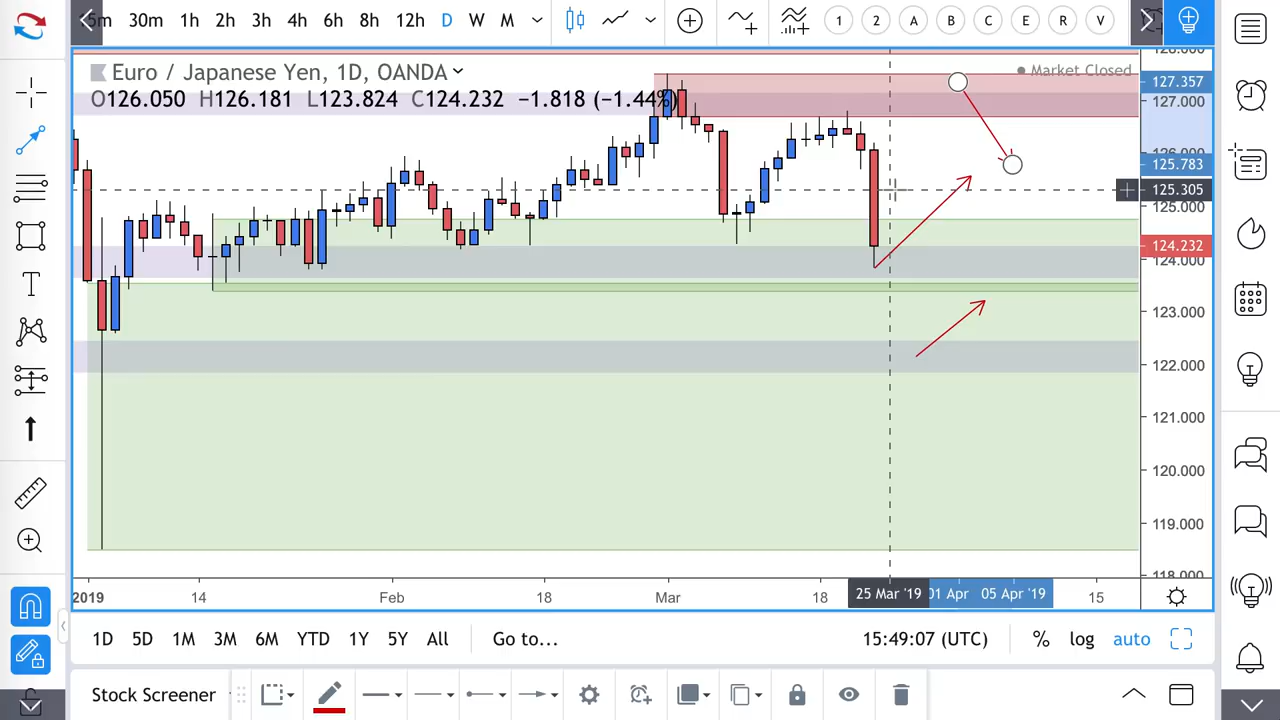 5m 30m 1h 2h 3h 4h 6h 8h 12h D W M 1 2 A B C E R V
Euro / Japanese Yen, 1D, OANDA
Market Closed
O126.050 H126.181 L123.824 C124.232 −1.818 (−1.44%)
128.000
127.357
127.000
126.000
125.783
125.305
125.000
124.232
124.000
123.000
122.000
121.000
120.000
119.000
118.000
2019 14 Feb 18 Mar 18 25 Mar '19 01 Apr 05 Apr '19 15
1D 5D 1M 3M 6M YTD 1Y 5Y All Go to... 15:49:07 (UTC) % log auto
Stock Screener